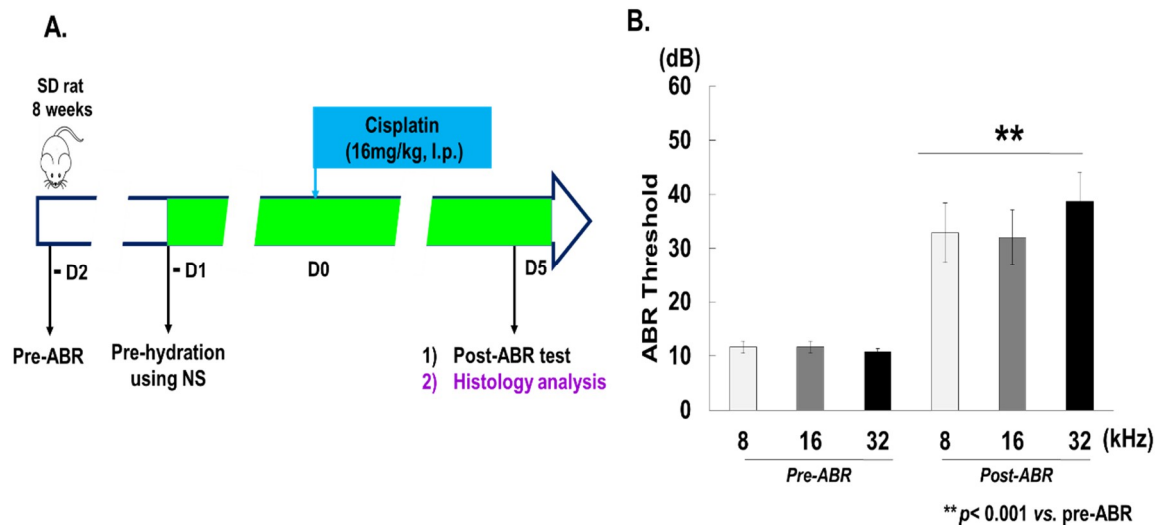 A.
SD rat
8 weeks
Cisplatin
(16mg/kg, I.p.)
- D2
- D1
D0
D5
Pre-ABR
Pre-hydration
using NS
1) Post-ABR test
2) Histology analysis
B.
(dB)
ABR Threshold
60
50
40
30
20
10
0
**
8 16 32 8 16 32 (kHz)
Pre-ABR Post-ABR
**p< 0.001 vs. pre-ABR